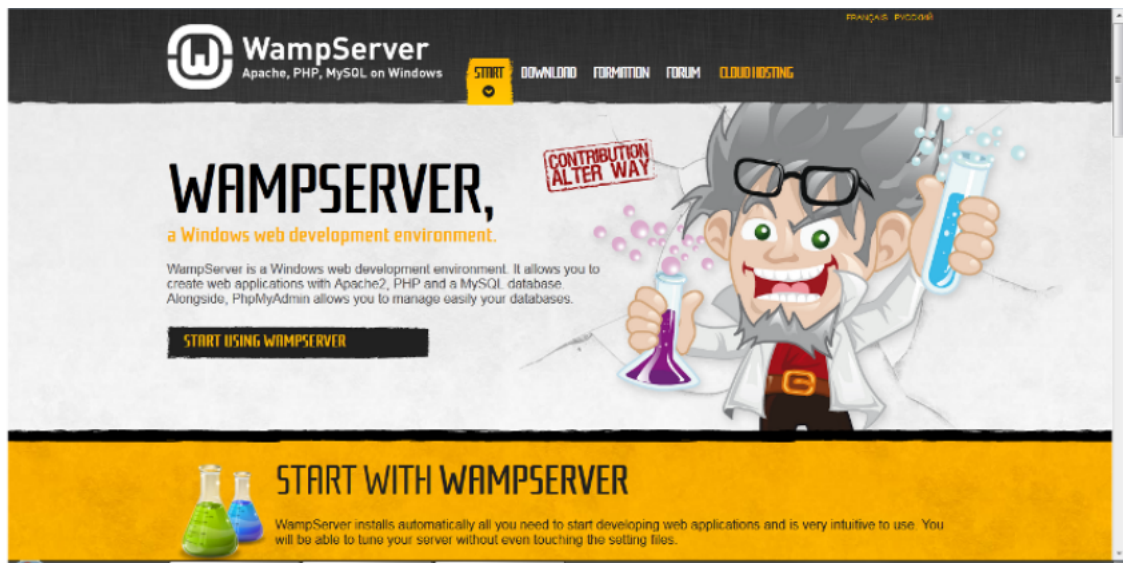 FRANÇAIS РУССКИЙ
WampServer
Apache, PHP, MySQL on Windows
START DOWNLOAD FORMATION FORUM CLOUD HOSTING
CONTRIBUTION
ALTER WAY
WAMPSERVER,
a Windows web development environment.
WampServer is a Windows web development environment. It allows you to
create web applications with Apache2, PHP and a MySQL database.
Alongside, PhpMyAdmin allows you to manage easily your databases.
START USING WAMPSERVER
START WITH WAMPSERVER
WampServer installs automatically all you need to start developing web applications and is very intuitive to use. You
will be able to tune your server without even touching the setting files.